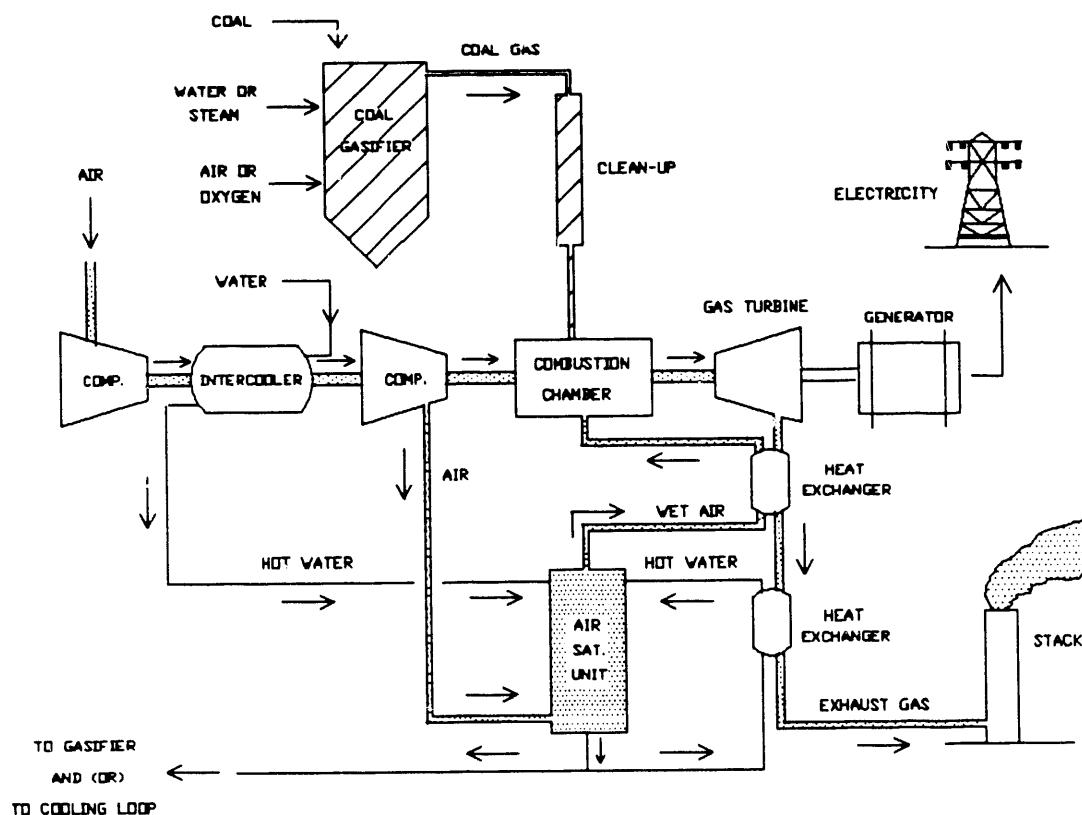 COAL
COAL GAS
WATER OR
STEAM
COAL
GASIFIER
AIR OR
OXYGEN
CLEAN-UP
AIR
ELECTRICITY
WATER
GAS TURBINE
GENERATOR
COMP.
INTERCOOLER
COMP.
COMBUSTION
CHAMBER
AIR
HEAT
EXCHANGER
WET AIR
HOT WATER
HOT WATER
AIR
SAT.
UNIT
HEAT
EXCHANGER
STACK
EXHAUST GAS
TO GASIFIER
AND (OR)
TO COOLING LOOP